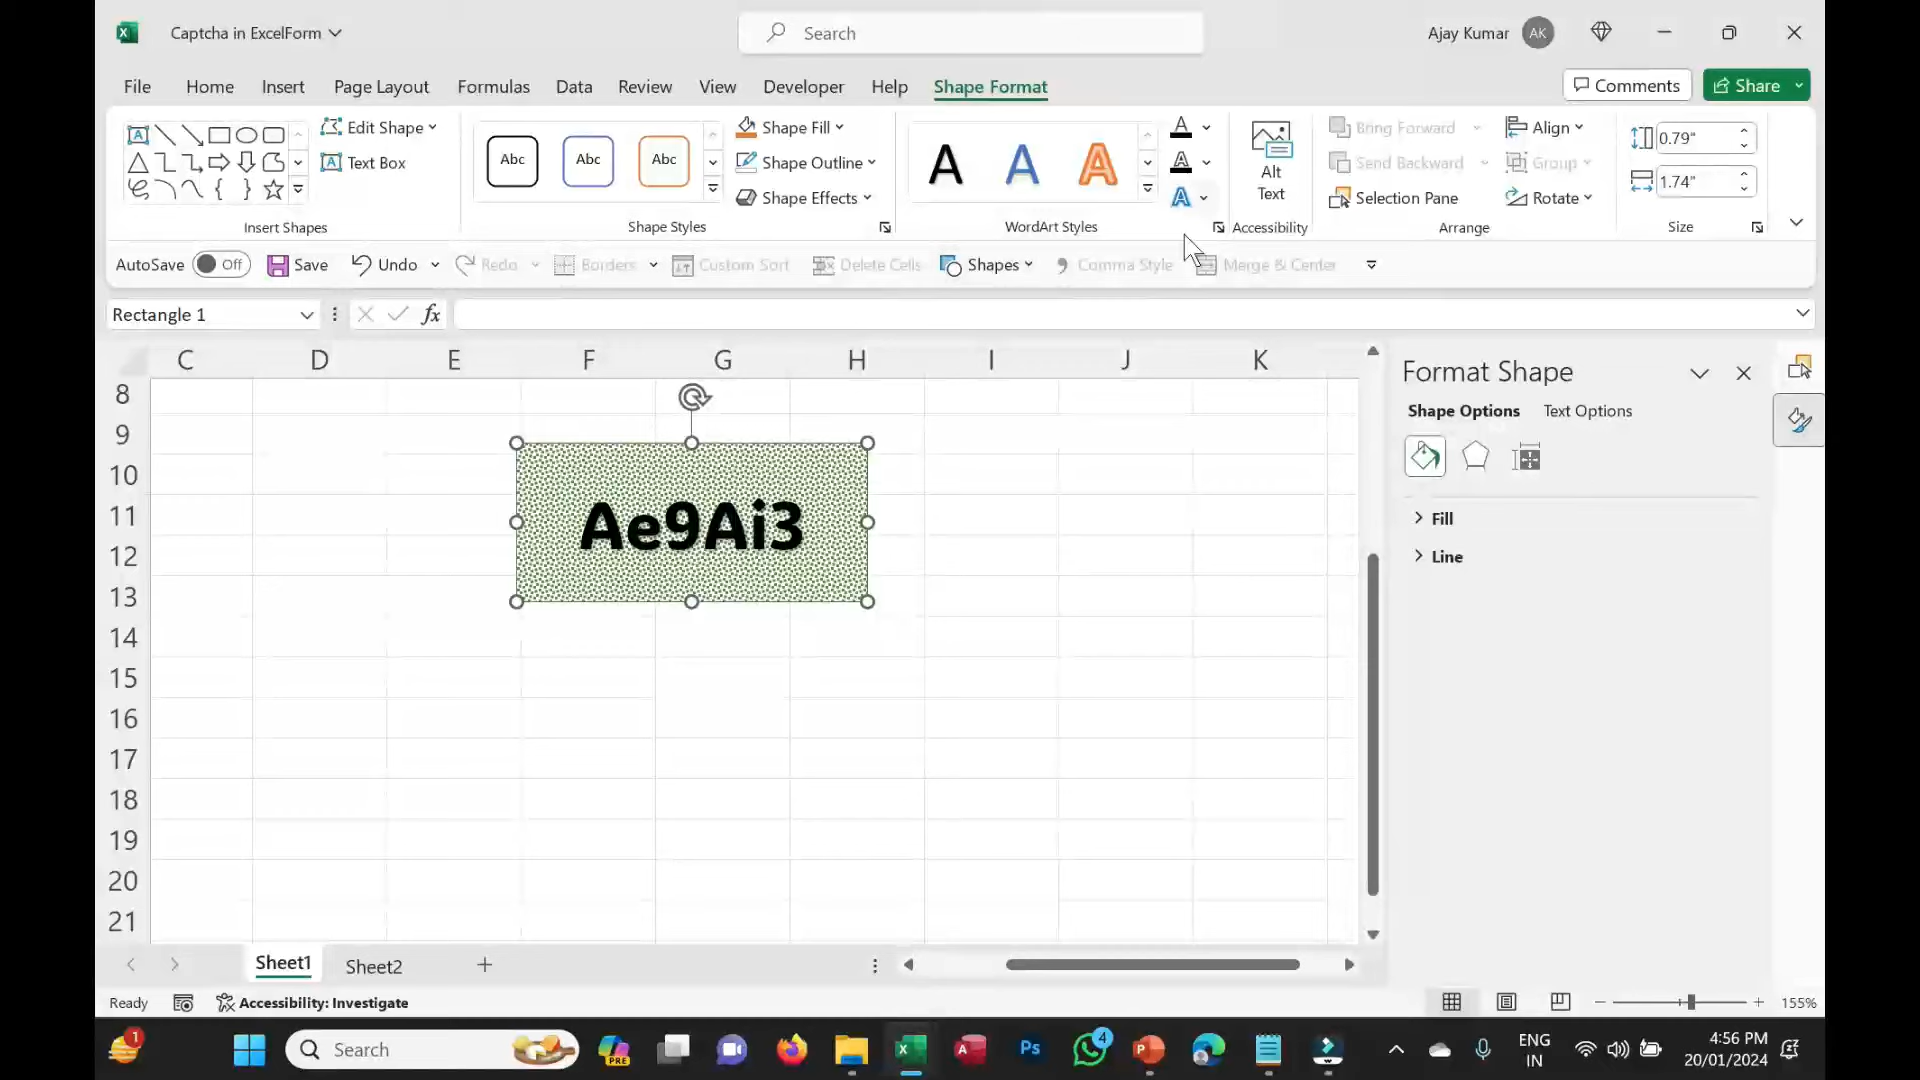 Captcha in ExcelForm
Search
Ajay Kumar
AK
File
Home
Insert
Page Layout
Formulas
Data
Review
View
Developer
Help
Shape Format
Comments
Share
Edit Shape
Text Box
Insert Shapes
Abc
Abc
Abc
Shape Fill
Shape Outline
Shape Effects
Shape Styles
A
A
A
WordArt Styles
Alt
Text
Accessibility
Bring Forward
Send Backward
Selection Pane
Align
Group
Rotate
Arrange
0.79"
1.74"
Size
AutoSave
Off
Save
Undo
Redo
Borders
Custom Sort
Delete Cells
Shapes
Comma Style
Merge & Center
Rectangle 1
fx
C
D
E
F
G
H
I
J
K
8
9
10
11
12
13
14
15
16
17
18
19
20
21
Ae9Ai3
Format Shape
Shape Options
Text Options
Fill
Line
Sheet1
Sheet2
Ready
Accessibility: Investigate
155%
1
Search
PRE
A
Ps
4
ENG
IN
4:56 PM
20/01/2024